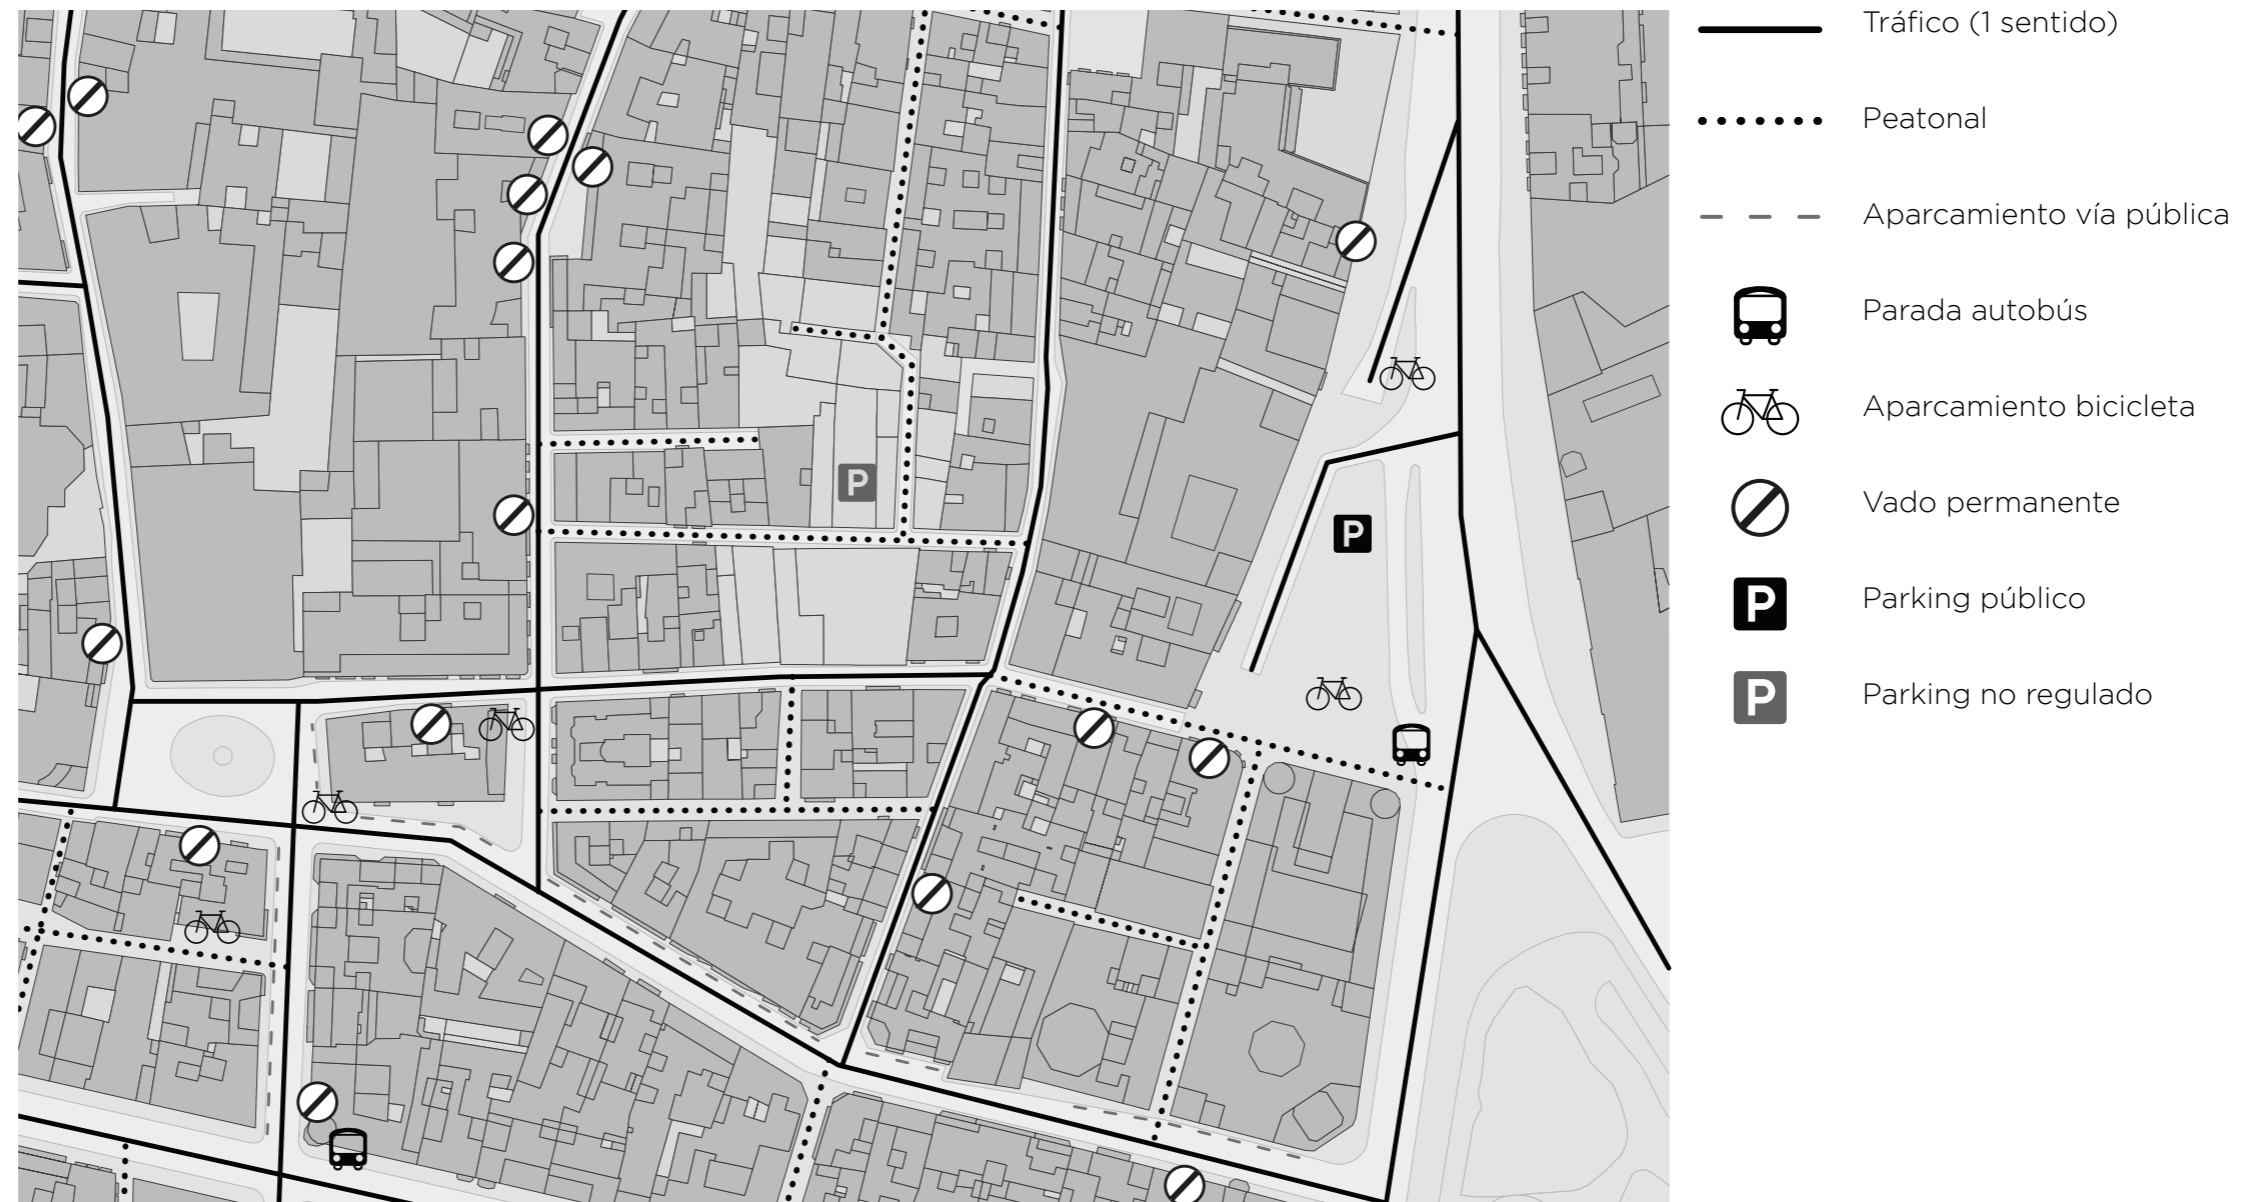 Tráfico (1 sentido)
Peatonal
Aparcamiento vía pública
Parada autobús
Aparcamiento bicicleta
Vado permanente
P Parking público
P Parking no regulado
P
P